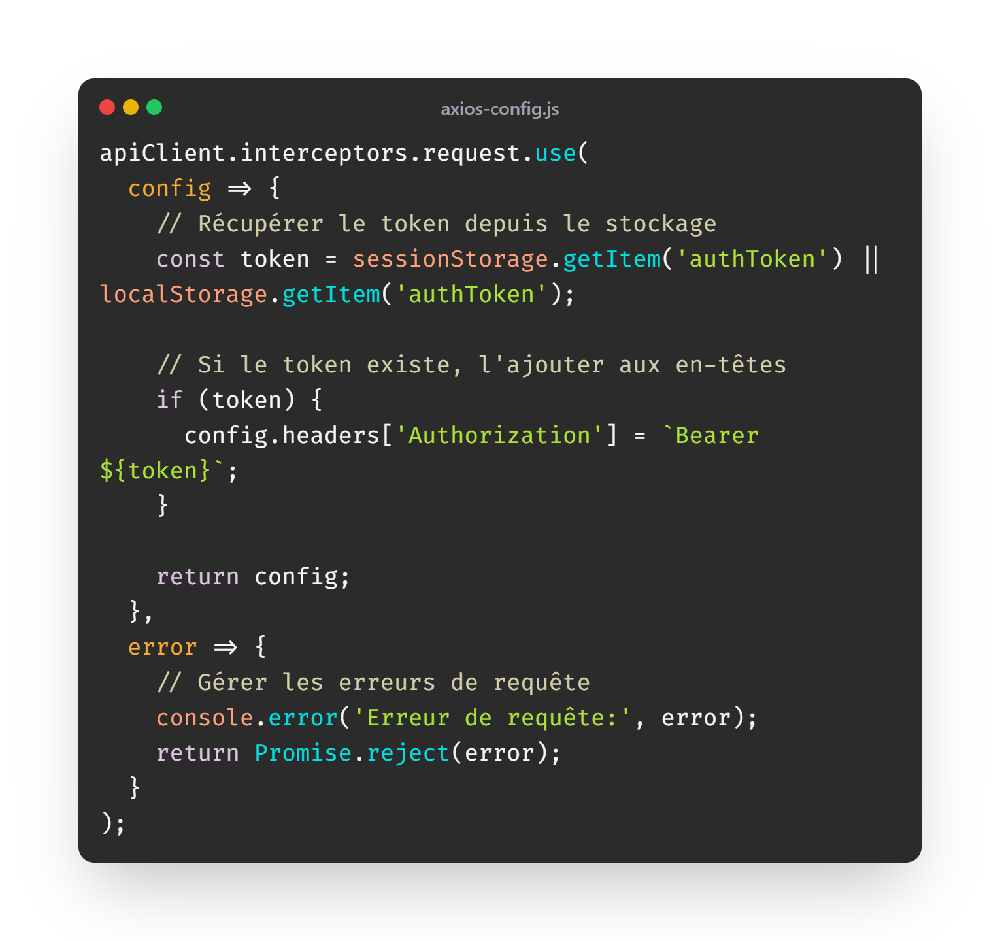 axios-config.js
apiClient.interceptors.request.use(
  config => {
    // Récupérer le token depuis le stockage
    const token = sessionStorage.getItem('authToken') ||
localStorage.getItem('authToken');

    // Si le token existe, l'ajouter aux en-têtes
    if (token) {
      config.headers['Authorization'] = `Bearer
${token}`;
    }

    return config;
  },
  error => {
    // Gérer les erreurs de requête
    console.error('Erreur de requête:', error);
    return Promise.reject(error);
  }
);